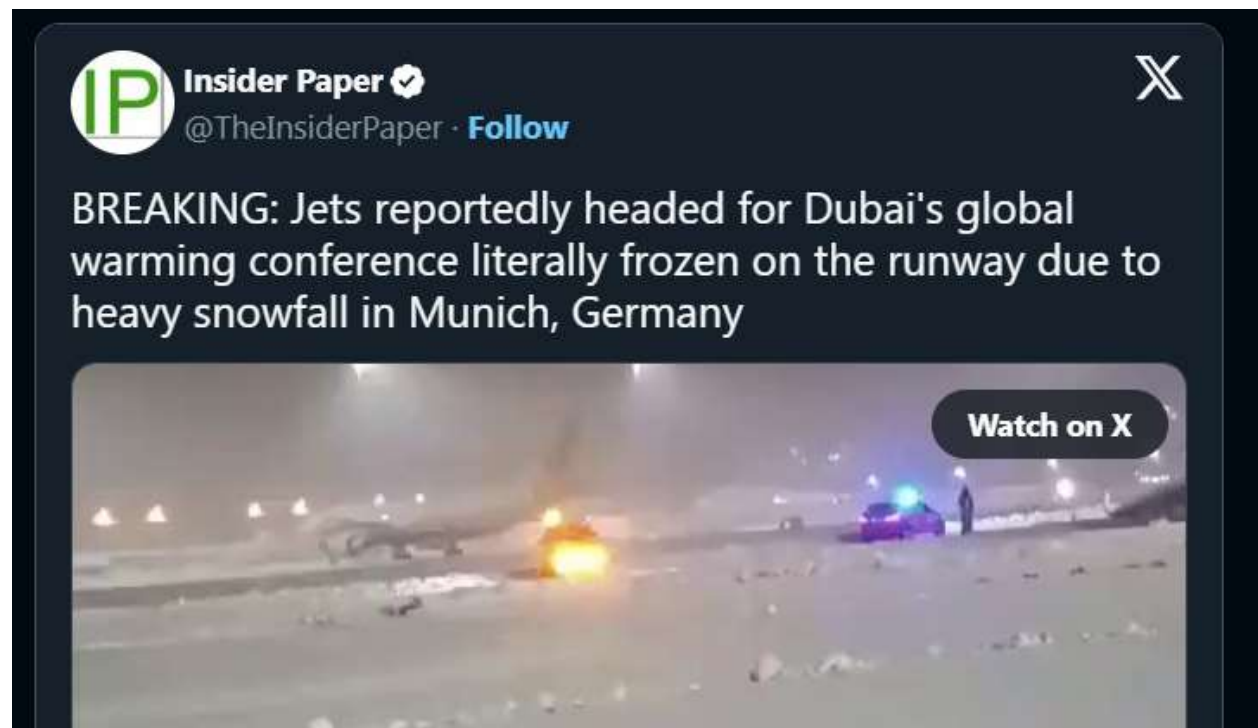 IP
Insider Paper
@TheInsiderPaper · Follow
BREAKING: Jets reportedly headed for Dubai's global
warming conference literally frozen on the runway due to
heavy snowfall in Munich, Germany
Watch on X